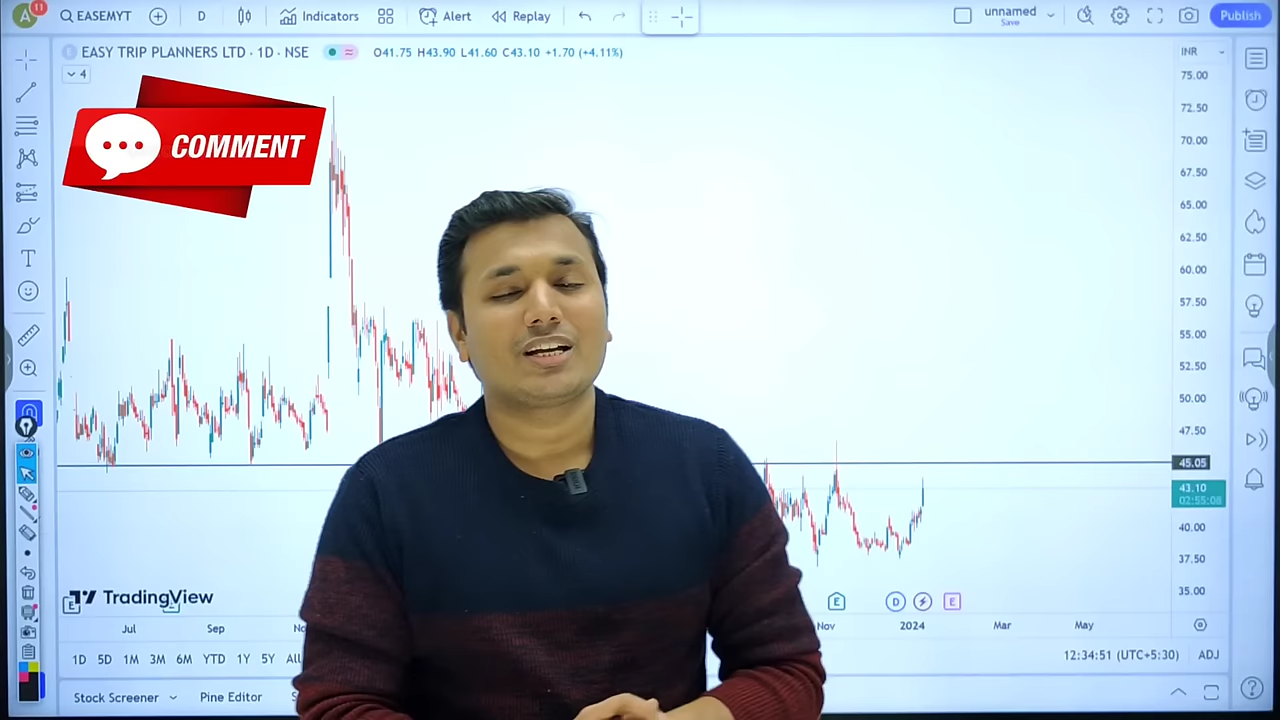 A 11 EASEMYT D Indicators Alert Replay unnamed Save Publish
E EASY TRIP PLANNERS LTD · 1D · NSE O41.75 H43.90 L41.60 C43.10 +1.70 (+4.11%) INR
4
75.00
72.50
70.00
67.50
65.00
62.50
60.00
57.50
55.00
52.50
50.00
47.50
45.05
43.10
02:55:08
40.00
37.50
35.00
COMMENT
TradingView
E E D E
Jul Sep Nov 2024 Mar May
1D 5D 1M 3M 6M YTD 1Y 5Y All 12:34:51 (UTC+5:30) ADJ
Stock Screener Pine Editor